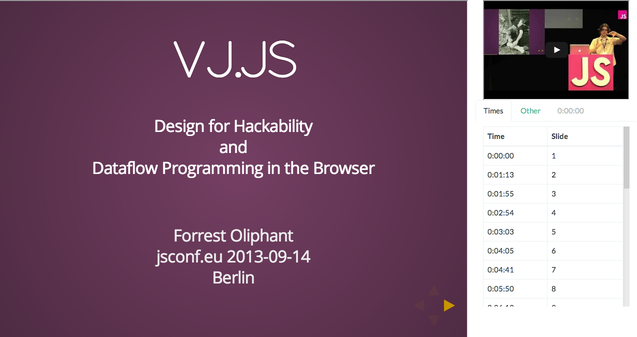 VJ.JS
Design for Hackability
and
Dataflow Programming in the Browser
Forrest Oliphant
jsconf.eu 2013-09-14
Berlin
JS
JS
Times Other 0:00:00
Time Slide
0:00:00 1
0:01:13 2
0:01:55 3
0:02:54 4
0:03:03 5
0:04:05 6
0:04:41 7
0:05:50 8